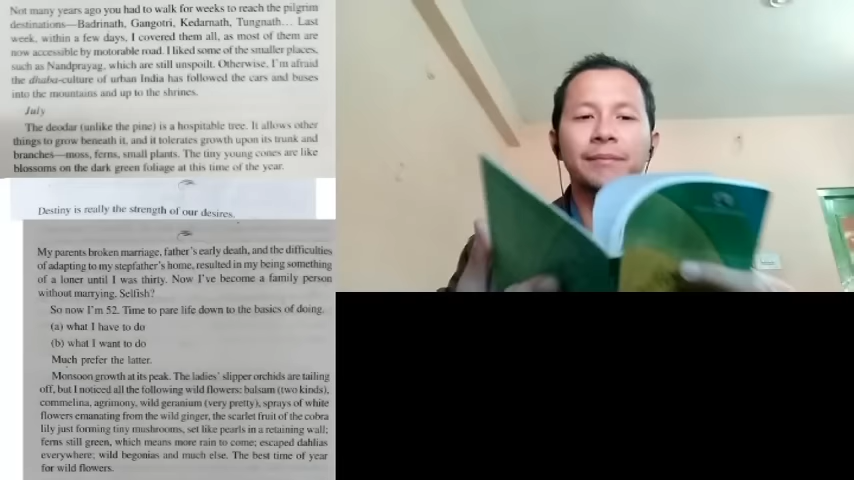 Not many years ago you had to walk for weeks to reach the pilgrim
destinations—Badrinath, Gangotri, Kedarnath, Tungnath... Last
week, within a few days, I covered them all, as most of them are
now accessible by motorable road. I liked some of the smaller places,
such as Nandprayag, which are still unspoilt. Otherwise, I'm afraid
the dhaba-culture of urban India has followed the cars and buses
into the mountains and up to the shrines.
July
The deodar (unlike the pine) is a hospitable tree. It allows other
things to grow beneath it, and it tolerates growth upon its trunk and
branches—moss, ferns, small plants. The tiny young cones are like
blossoms on the dark green foliage at this time of the year.
Destiny is really the strength of our desires.
My parents broken marriage, father's early death, and the difficulties
of adapting to my stepfather's home, resulted in my being something
of a loner until I was thirty. Now I've become a family person
without marrying. Selfish?
So now I'm 52. Time to pare life down to the basics of doing.
(a) what I have to do
(b) what I want to do
Much prefer the latter.
Monsoon growth at its peak. The ladies' slipper orchids are tailing
off, but I noticed all the following wild flowers: balsam (two kinds),
commelina, agrimony, wild geranium (very pretty), sprays of white
flowers emanating from the wild ginger, the scarlet fruit of the cobra
lily just forming tiny mushrooms, set like pearls in a retaining wall;
ferns still green, which means more rain to come; escaped dahlias
everywhere; wild begonias and much else. The best time of year
for wild flowers.